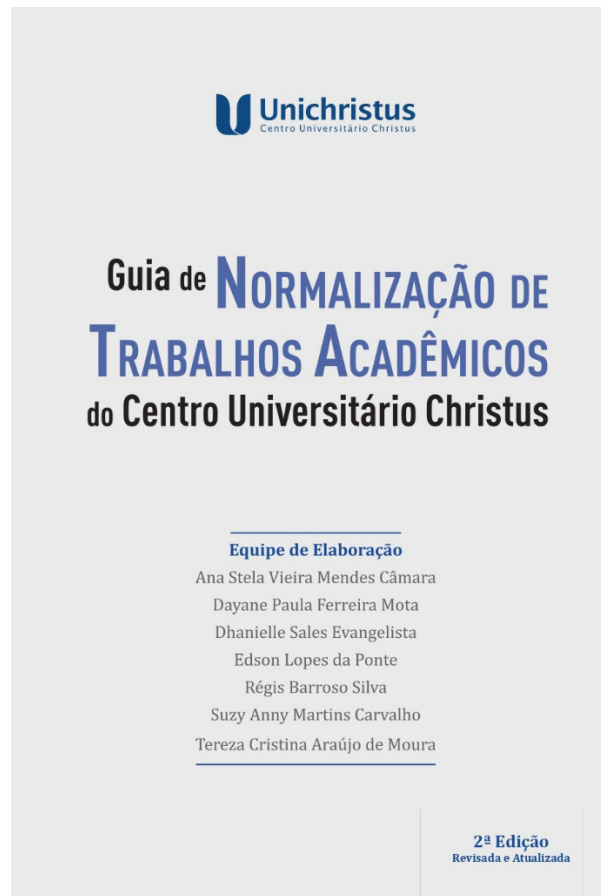 Unichristus
Centro Universitário Christus
Guia de NORMALIZAÇÃO DE
TRABALHOS ACADÊMICOS
do Centro Universitário Christus
Equipe de Elaboração
Ana Stela Vieira Mendes Câmara
Dayane Paula Ferreira Mota
Dhanielle Sales Evangelista
Edson Lopes da Ponte
Régis Barroso Silva
Suzy Anny Martins Carvalho
Tereza Cristina Araújo de Moura
2ª Edição
Revisada e Atualizada